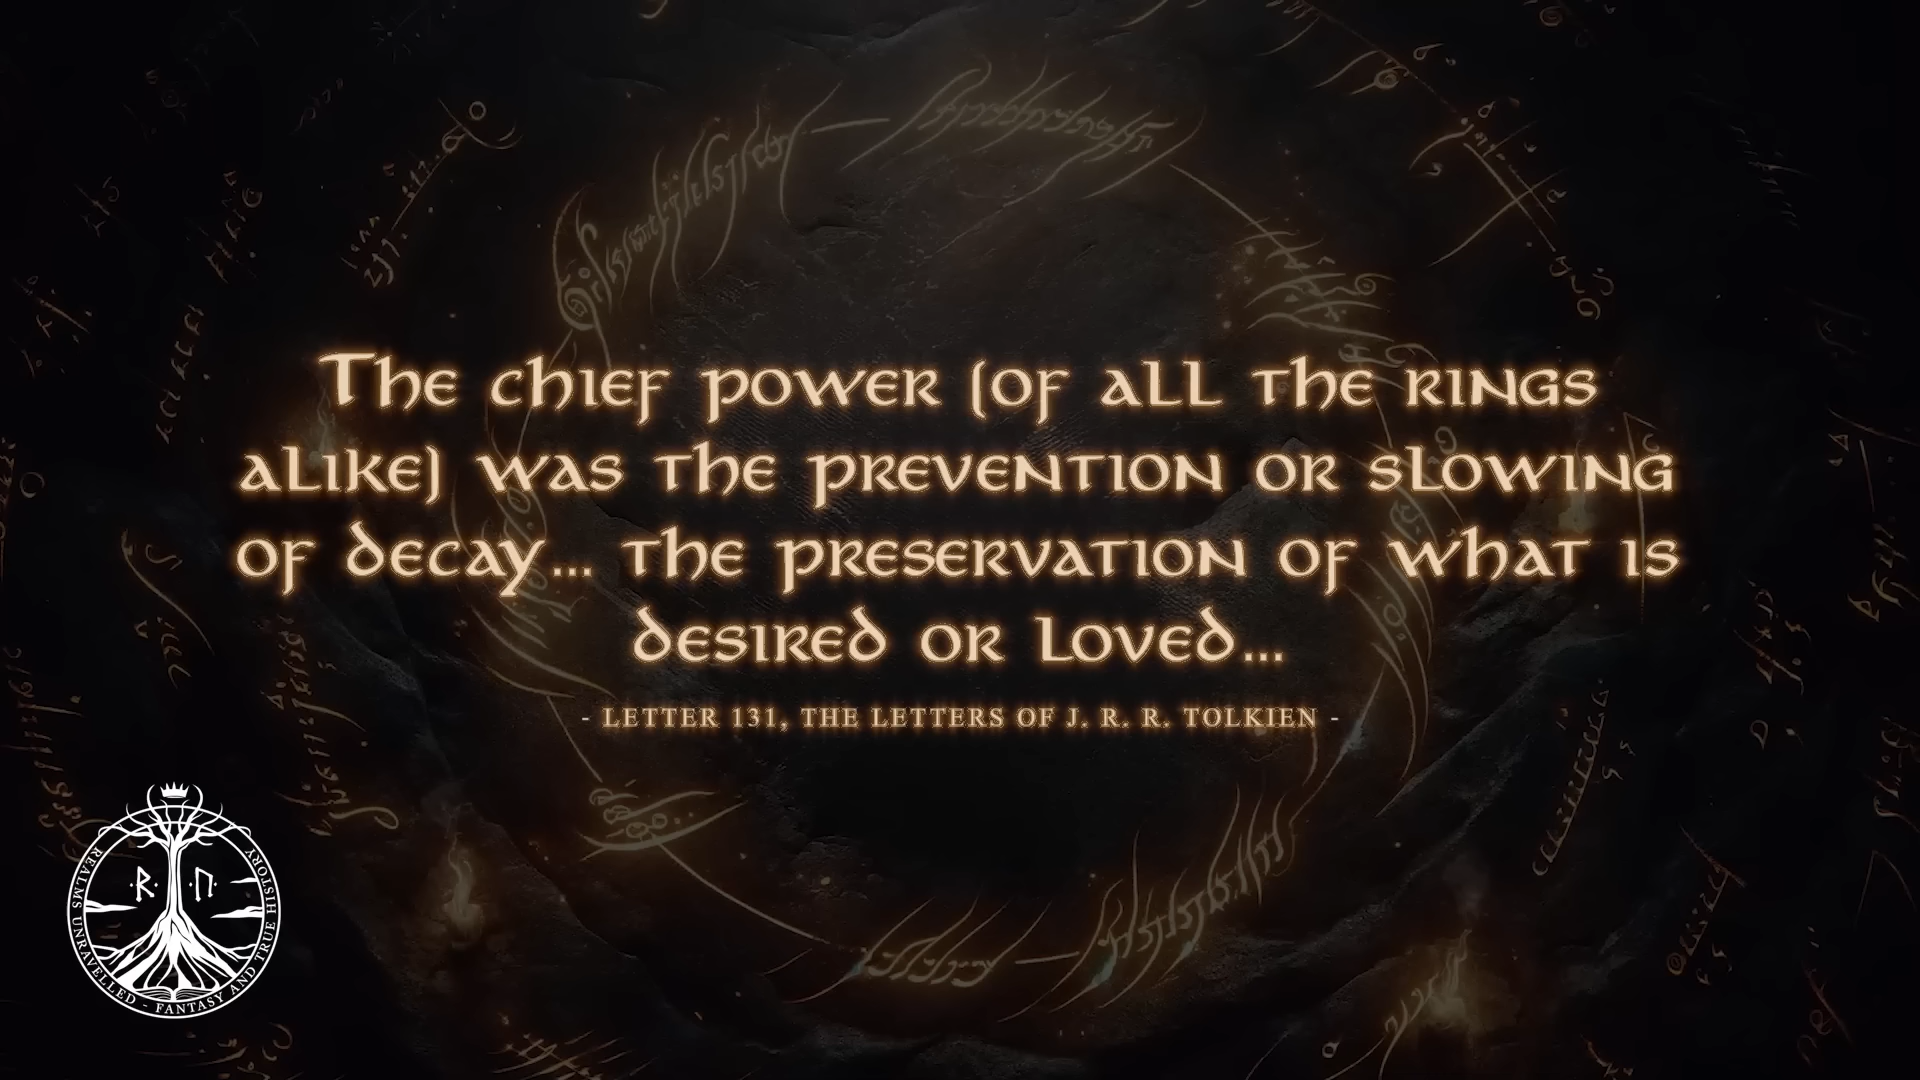 The chief power (of all the rings
alike) was the prevention or slowing
of decay... the preservation of what is
desired or loved...
- LETTER 131, THE LETTERS OF J. R. R. TOLKIEN -
REALMS UNRAVELLED - FANTASY AND TRUE HISTORY